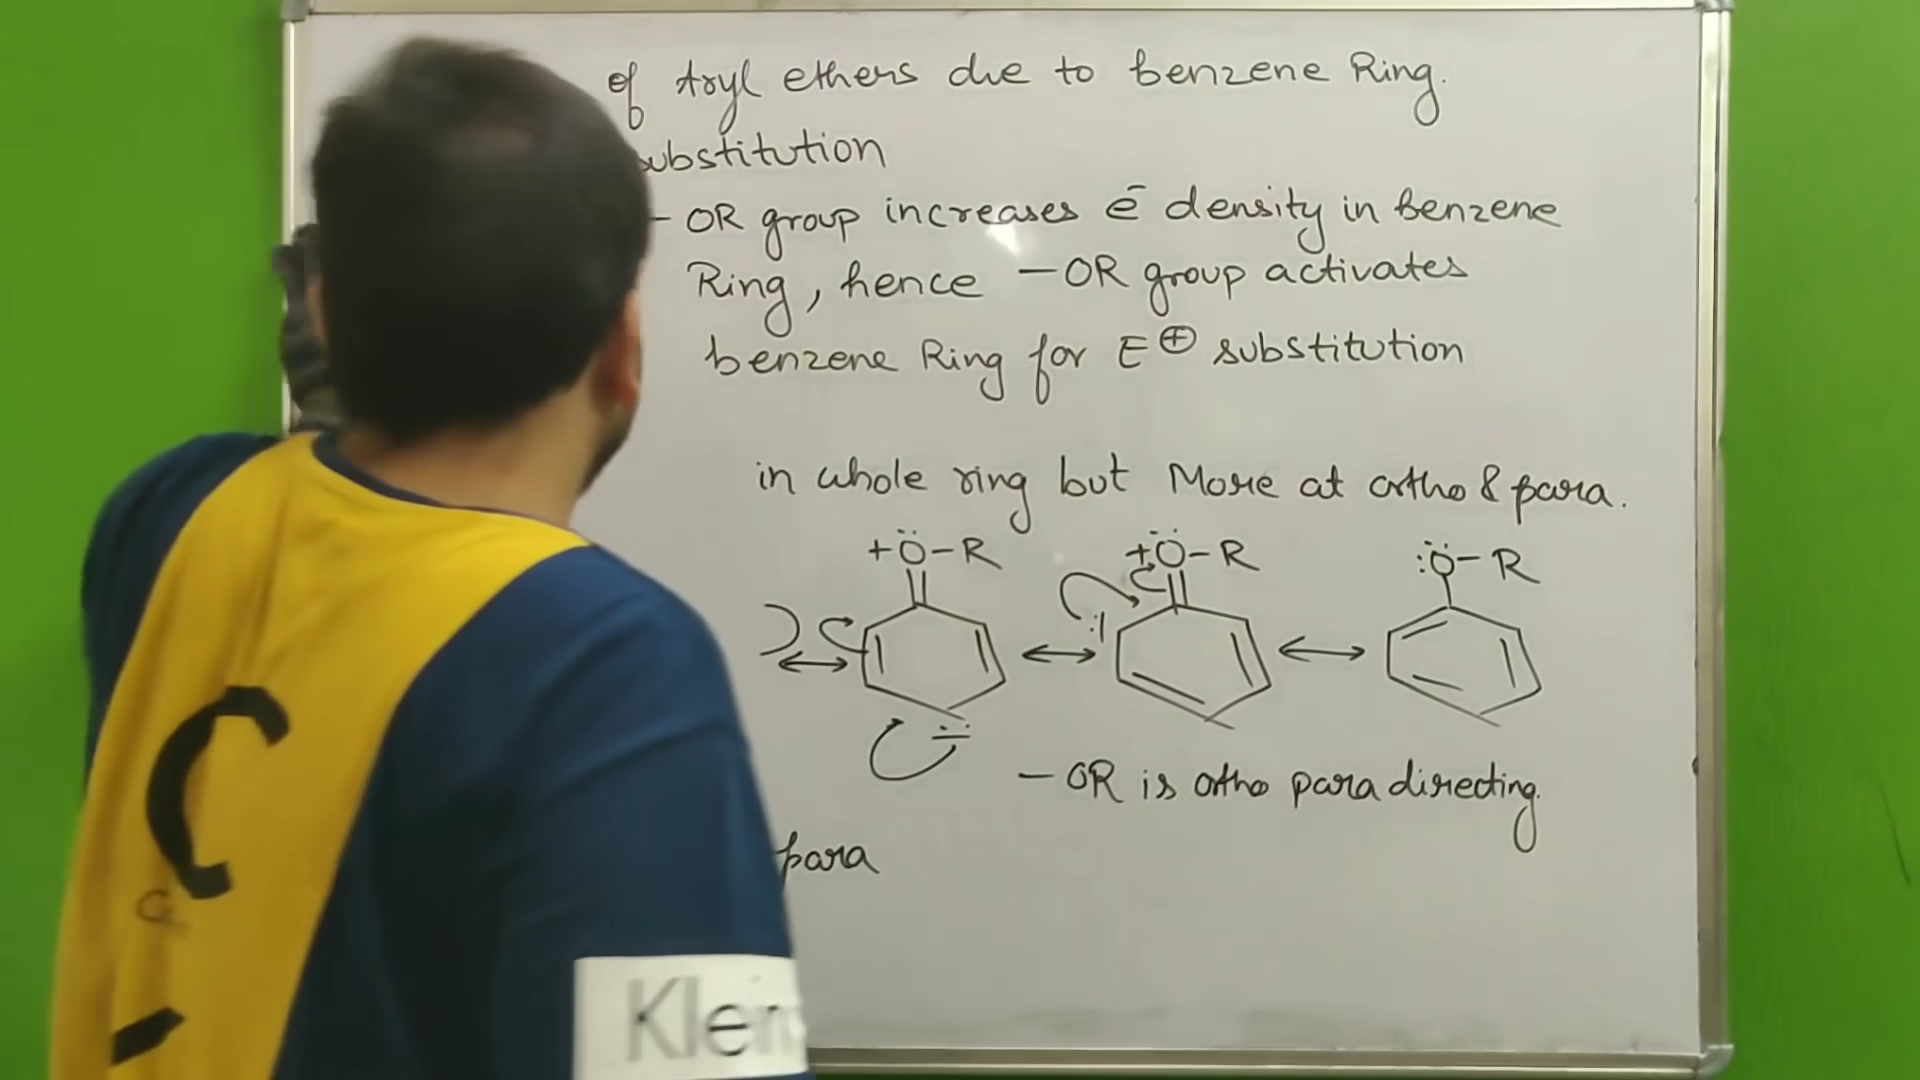 of Aryl ethers due to benzene Ring.
substitution
- OR group increases ē density in benzene
Ring, hence - OR group activates
benzene Ring for E⊕ substitution
in whole ring but More at ortho & para.
+Ö-R +Ö-R :Ö-R
- OR is ortho para directing.
para